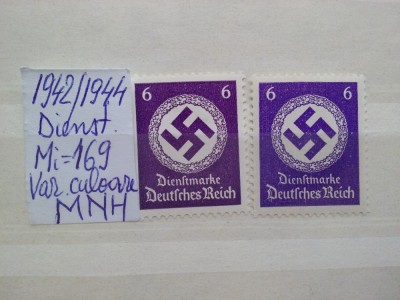 1942/1944
Dienst.
Mi=169
Var. culoare
MNH
6 6
Dienstmarke
Deutsches Reich
6 6
Dienstmarke
Deutsches Reich